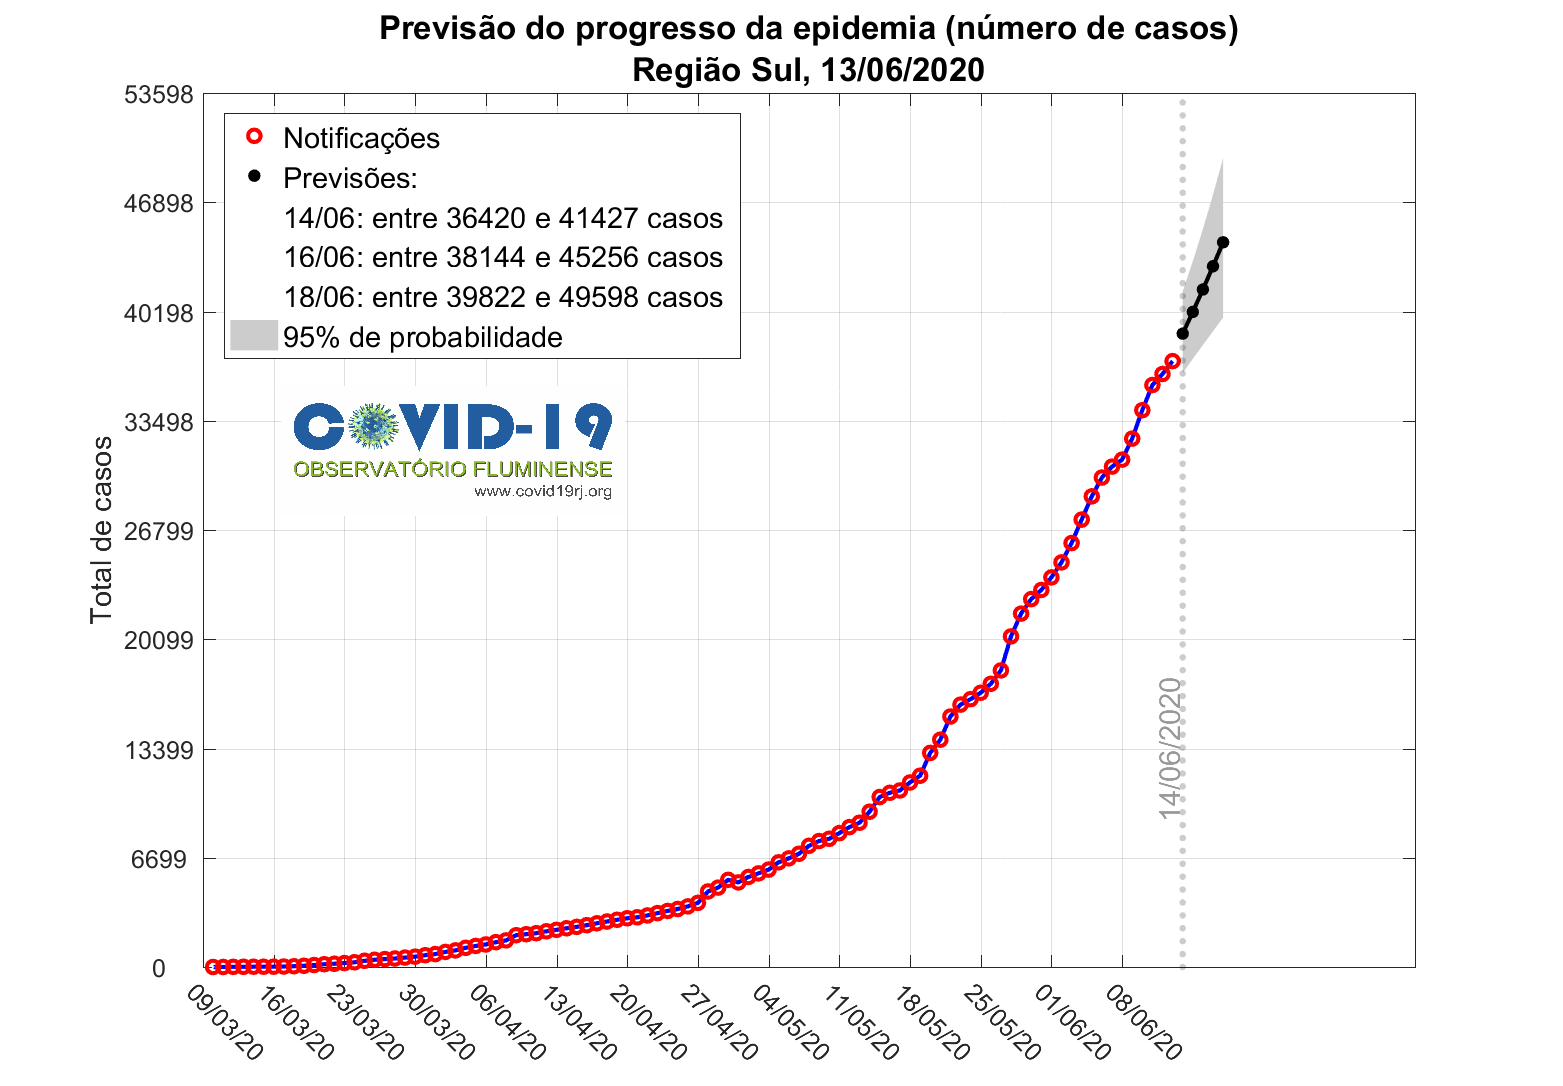 Previsão do progresso da epidemia (número de casos)
Região Sul, 13/06/2020
53598
46898
40198
33498
26799
20099
13399
6699
0
Total de casos
Notificações
Previsões:
14/06: entre 36420 e 41427 casos
16/06: entre 38144 e 45256 casos
18/06: entre 39822 e 49598 casos
95% de probabilidade
COVID-19
OBSERVATÓRIO FLUMINENSE
www.covid19rj.org
14/06/2020
09/03/20
16/03/20
23/03/20
30/03/20
06/04/20
13/04/20
20/04/20
27/04/20
04/05/20
11/05/20
18/05/20
25/05/20
01/06/20
08/06/20